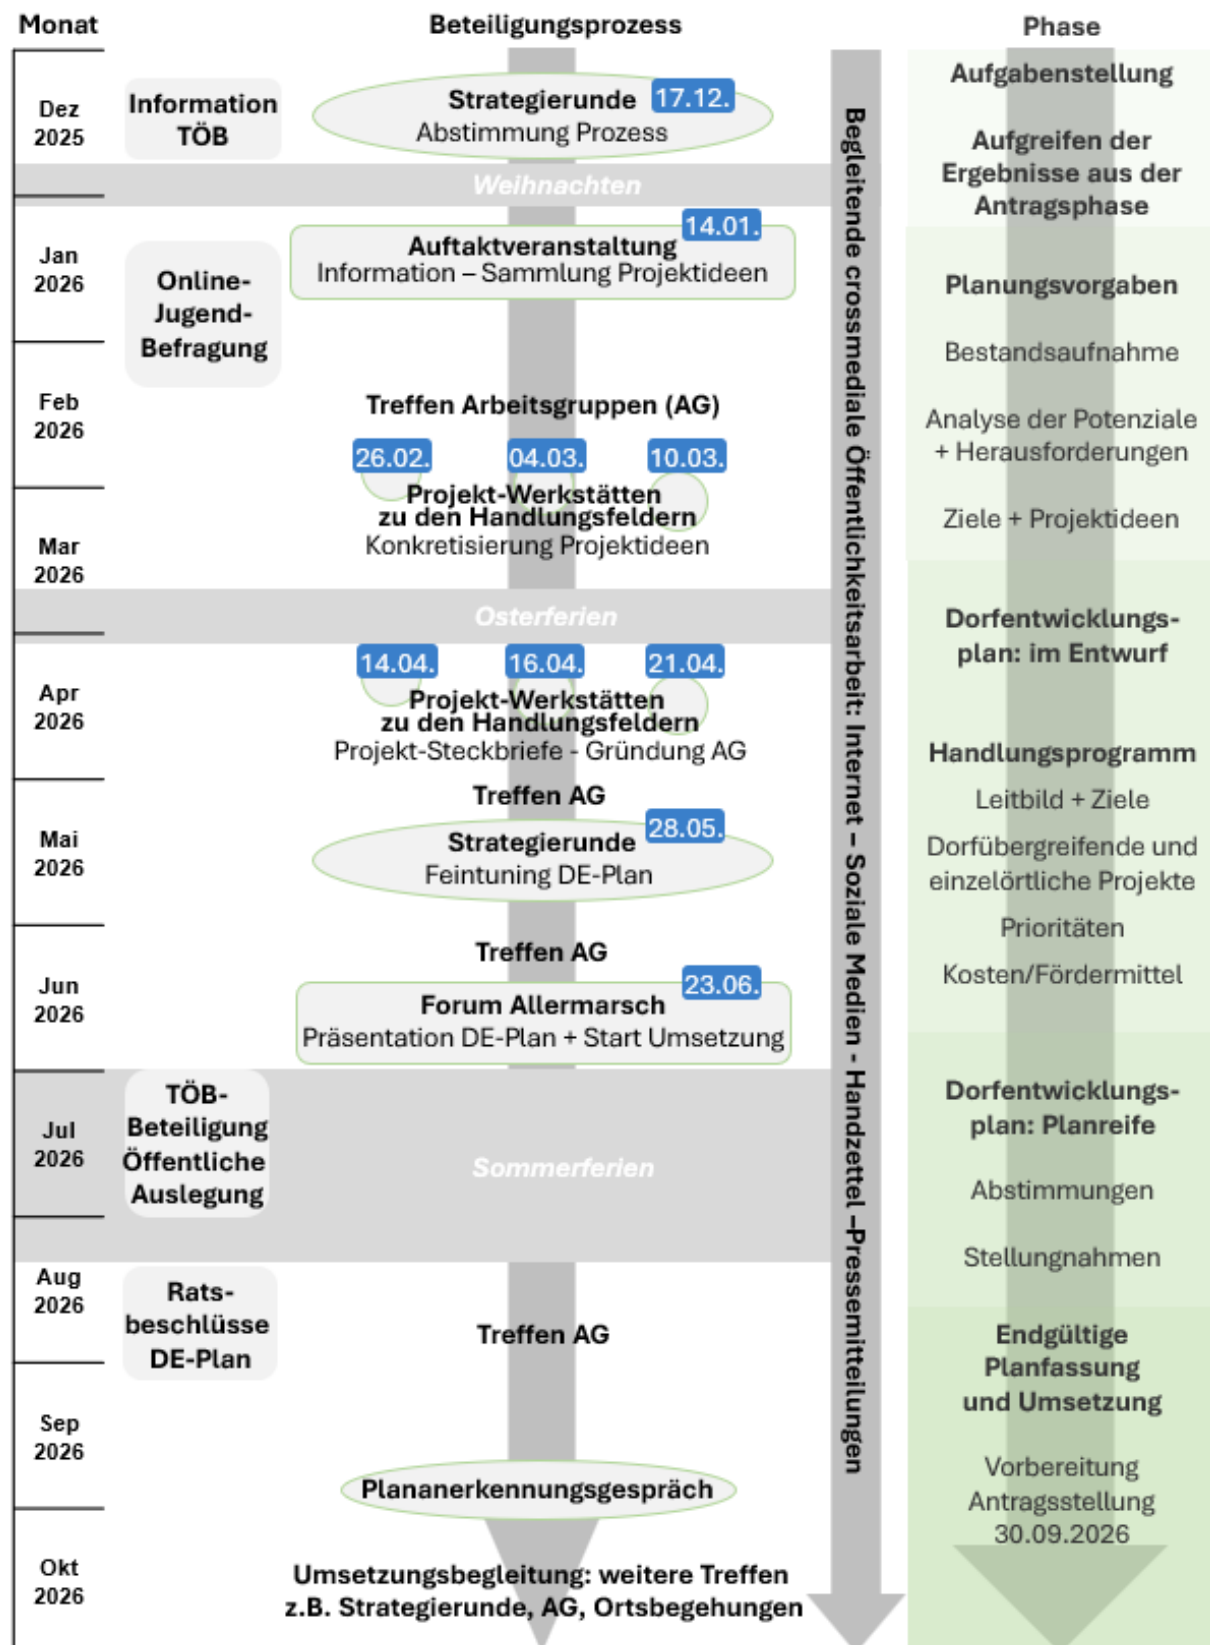 Monat
Beteiligungsprozess
Phase
Dez
2025
Information
TÖB
Strategierunde
17.12.
Abstimmung Prozess
Aufgabenstellung
Aufgreifen der
Ergebnisse aus der
Antragsphase
Weihnachten
Jan
2026
Online-
Jugend-
Befragung
14.01.
Auftaktveranstaltung
Information – Sammlung Projektideen
Planungsvorgaben
Bestandsaufnahme
Feb
2026
Treffen Arbeitsgruppen (AG)
26.02.
04.03.
10.03.
Projekt-Werkstätten
zu den Handlungsfeldern
Konkretisierung Projektideen
Analyse der Potenziale
+ Herausforderungen
Ziele + Projektideen
Mar
2026
Osterferien
Dorfentwicklungs-
plan: im Entwurf
Apr
2026
14.04.
16.04.
21.04.
Projekt-Werkstätten
zu den Handlungsfeldern
Projekt-Steckbriefe - Gründung AG
Handlungsprogramm
Leitbild + Ziele
Dorfübergreifende und
einzelörtliche Projekte
Prioritäten
Kosten/Fördermittel
Treffen AG
Mai
2026
28.05.
Strategierunde
Feintuning DE-Plan
Treffen AG
Jun
2026
23.06.
Forum Allermarsch
Präsentation DE-Plan + Start Umsetzung
Jul
2026
TÖB-
Beteiligung
Öffentliche
Auslegung
Sommerferien
Dorfentwicklungs-
plan: Planreife
Abstimmungen
Stellungnahmen
Aug
2026
Rats-
beschlüsse
DE-Plan
Treffen AG
Endgültige
Planfassung
und Umsetzung
Sep
2026
Plananerkennungsgespräch
Vorbereitung
Antragsstellung
30.09.2026
Okt
2026
Umsetzungsbegleitung: weitere Treffen
z.B. Strategierunde, AG, Ortsbegehungen
Begleitende crossmediale Öffentlichkeitsarbeit: Internet – Soziale Medien - Handzettel –Pressemitteilungen